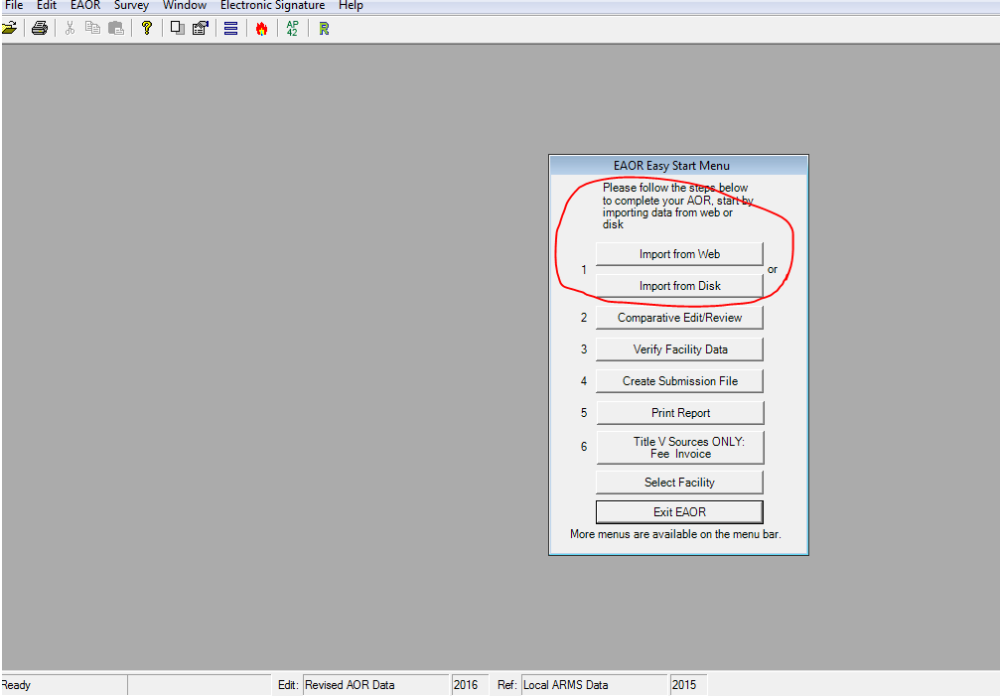 File Edit EAOR Survey Window Electronic Signature Help
AP
42
R
EAOR Easy Start Menu
Please follow the steps below
to complete your AOR, start by
importing data from web or
disk
Import from Web
1 or
Import from Disk
2 Comparative Edit/Review
3 Verify Facility Data
4 Create Submission File
5 Print Report
6 Title V Sources ONLY:
Fee Invoice
Select Facility
Exit EAOR
More menus are available on the menu bar.
Ready Edit: Revised AOR Data 2016 Ref: Local ARMS Data 2015